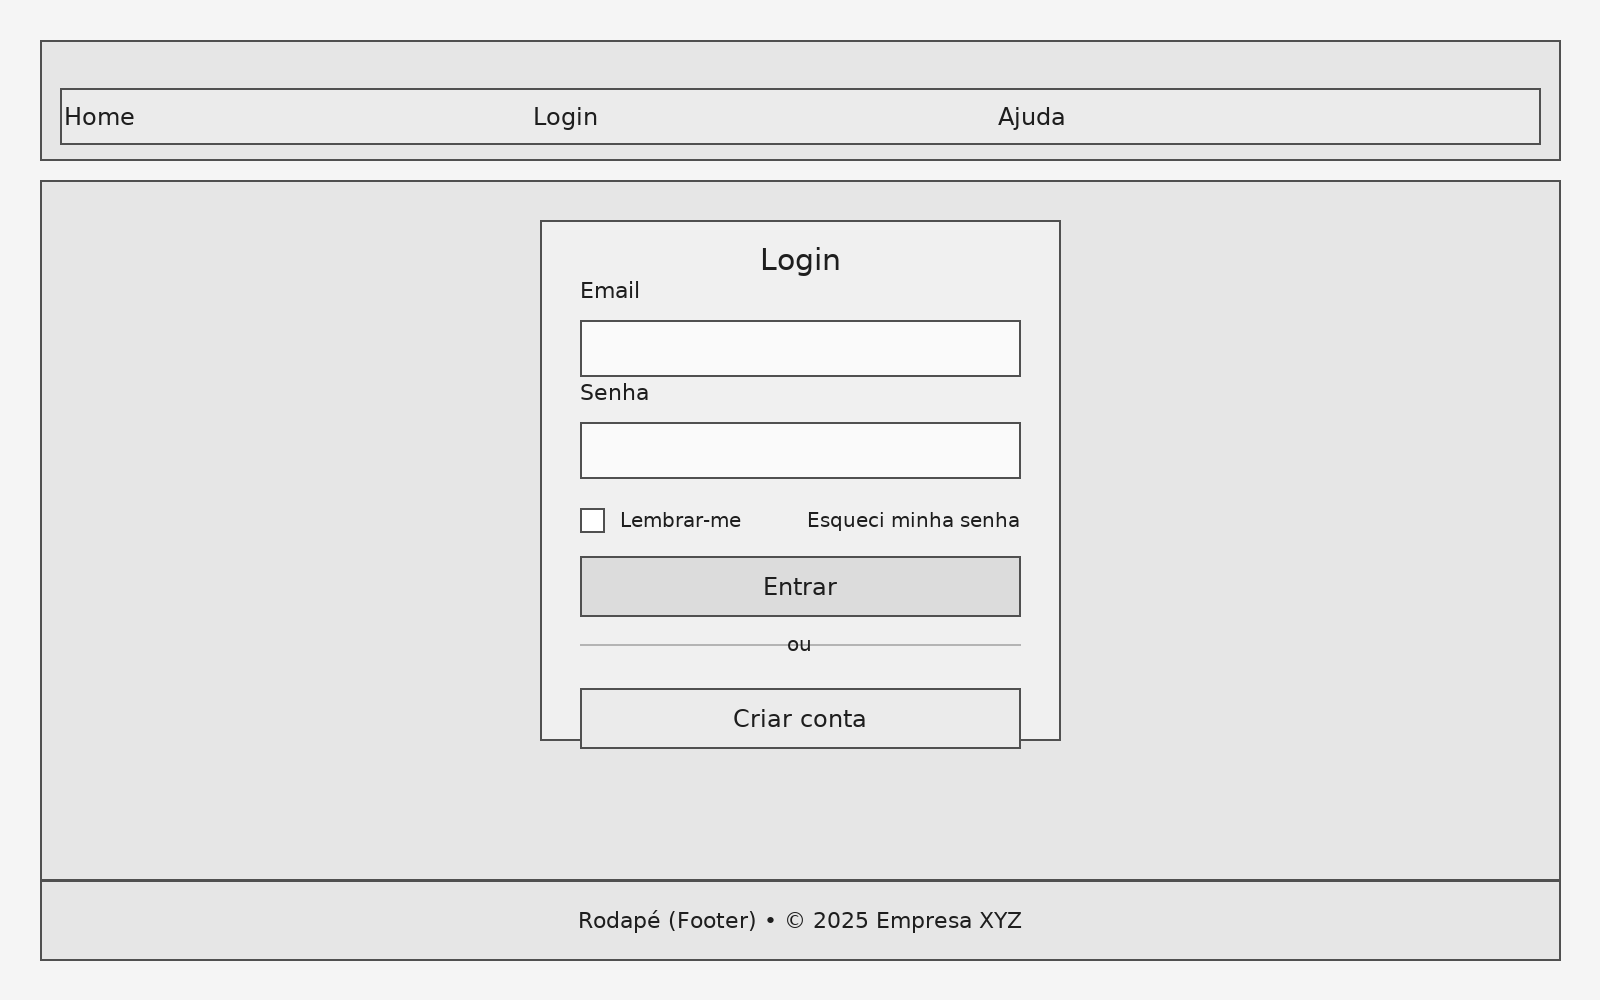 Home Login Ajuda
Login
Email
Senha
Lembrar-me Esqueci minha senha
Entrar
ou
Criar conta
Rodapé (Footer) • © 2025 Empresa XYZ